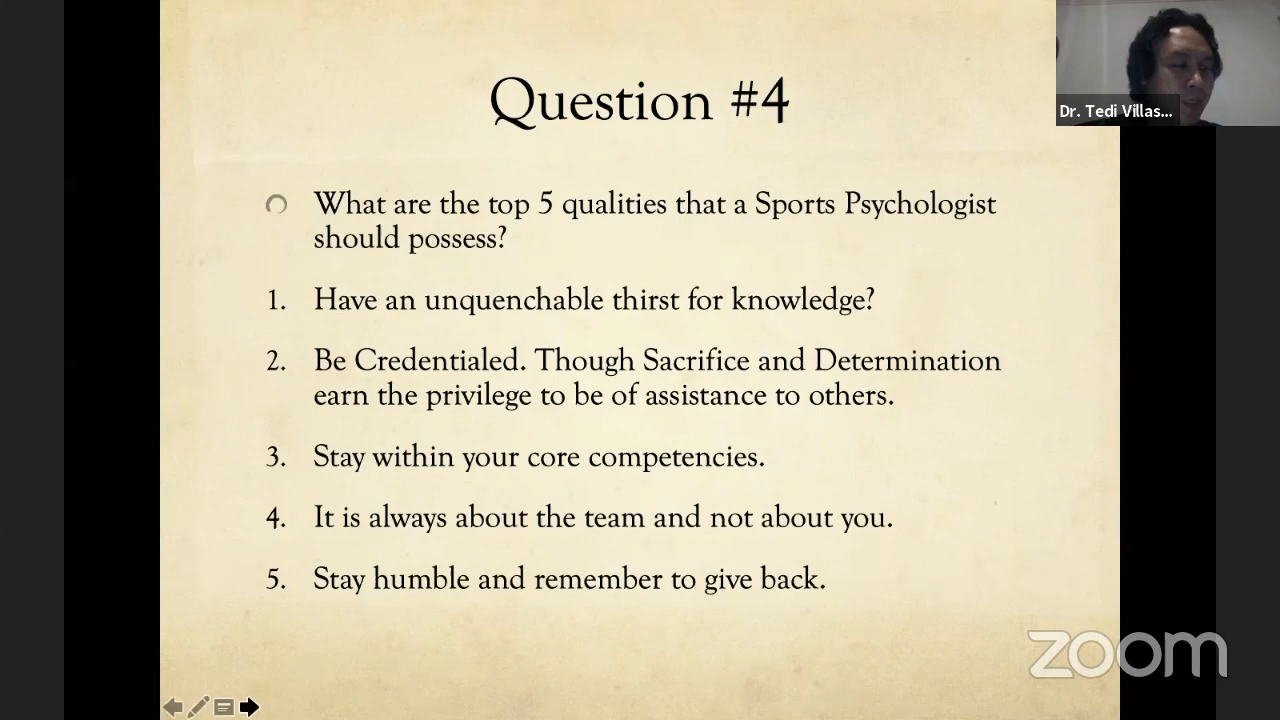 Question #4
Dr. Tedi Villas...
What are the top 5 qualities that a Sports Psychologist
should possess?
1. Have an unquenchable thirst for knowledge?
2. Be Credentialed. Though Sacrifice and Determination
earn the privilege to be of assistance to others.
3. Stay within your core competencies.
4. It is always about the team and not about you.
5. Stay humble and remember to give back.
zoom